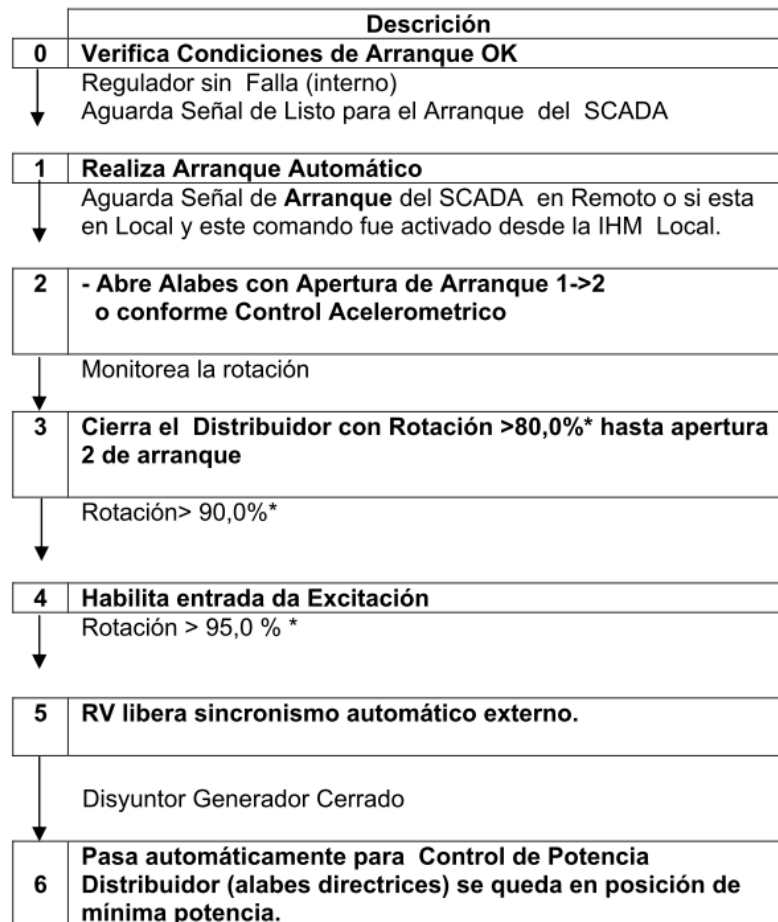 Descrición
0 Verifica Condiciones de Arranque OK
Regulador sin Falla (interno)
Aguarda Señal de Listo para el Arranque del SCADA
1 Realiza Arranque Automático
Aguarda Señal de Arranque del SCADA en Remoto o si esta
en Local y este comando fue activado desde la IHM Local.
2 - Abre Alabes con Apertura de Arranque 1->2
o conforme Control Acelerometrico
Monitorea la rotación
3 Cierra el Distribuidor con Rotación >80,0%* hasta apertura
2 de arranque
Rotación> 90,0%*
4 Habilita entrada da Excitación
Rotación > 95,0 % *
5 RV libera sincronismo automático externo.
Disyuntor Generador Cerrado
Pasa automáticamente para Control de Potencia
6 Distribuidor (alabes directrices) se queda en posición de
mínima potencia.